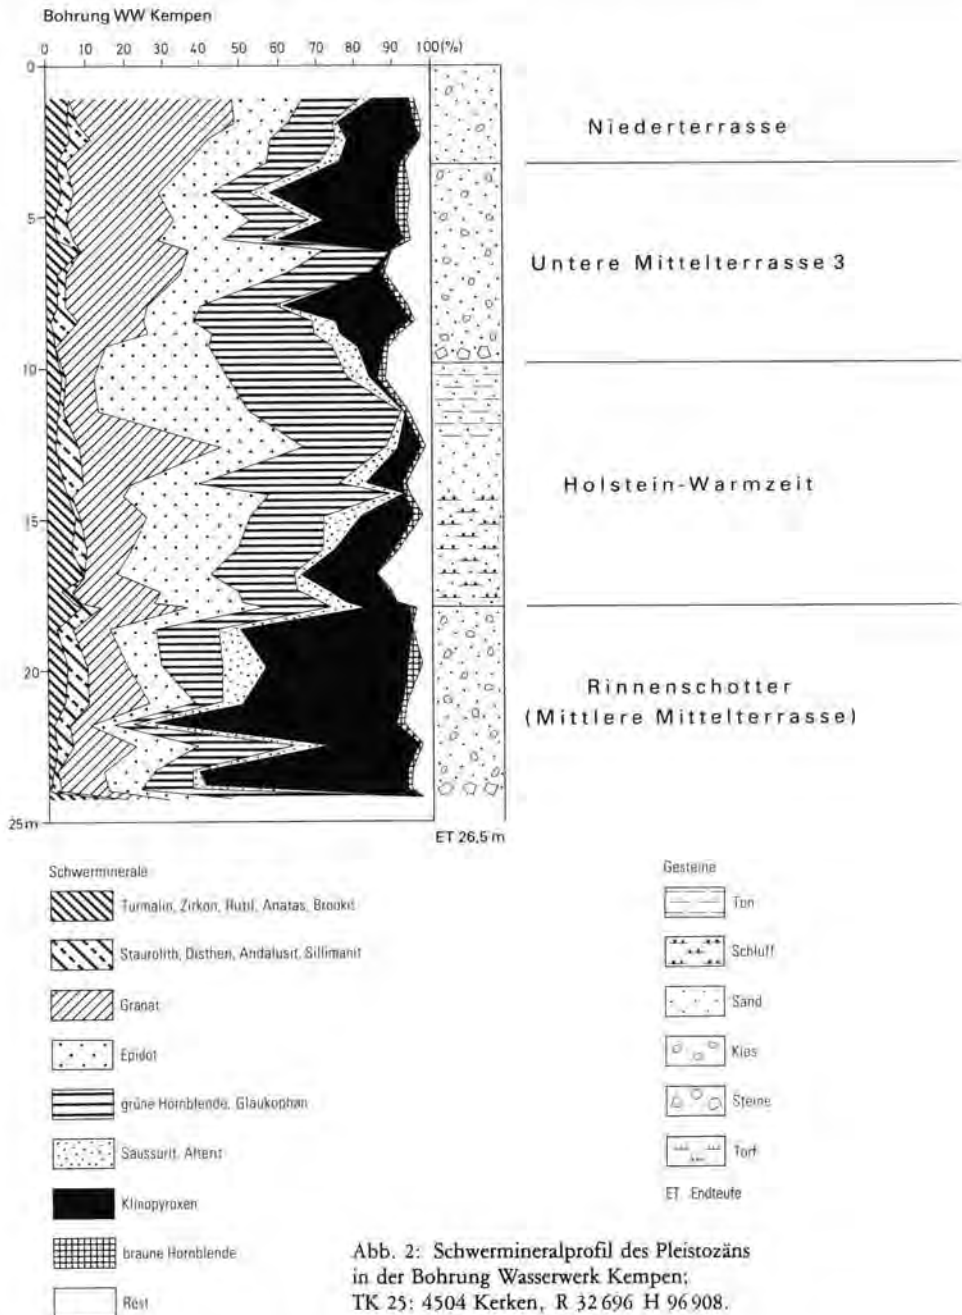 Bohrung WW Kempen
0 10 20 30 40 50 60 70 80 90 100(%)
0
5
10
15
20
25m
Niederterrasse
Untere Mittelterrasse 3
Holstein-Warmzeit
Rinnenschotter
(Mittlere Mittelterrasse)
ET 26,5 m
Schwerminerale
Turmalin, Zirkon, Rutil, Anatas, Brookit
Staurolith, Disthen, Andalusit, Sillimanit
Granat
Epidot
grüne Hornblende, Glaukophan
Saussurit, Alterit
Klinopyroxen
braune Hornblende
Rest
Gesteine
Ton
Schluff
Sand
Kies
Steine
Torf
ET Endteufe
Abb. 2: Schwermineralprofil des Pleistozäns
in der Bohrung Wasserwerk Kempen;
TK 25: 4504 Kerken, R 32 696 H 96 908.